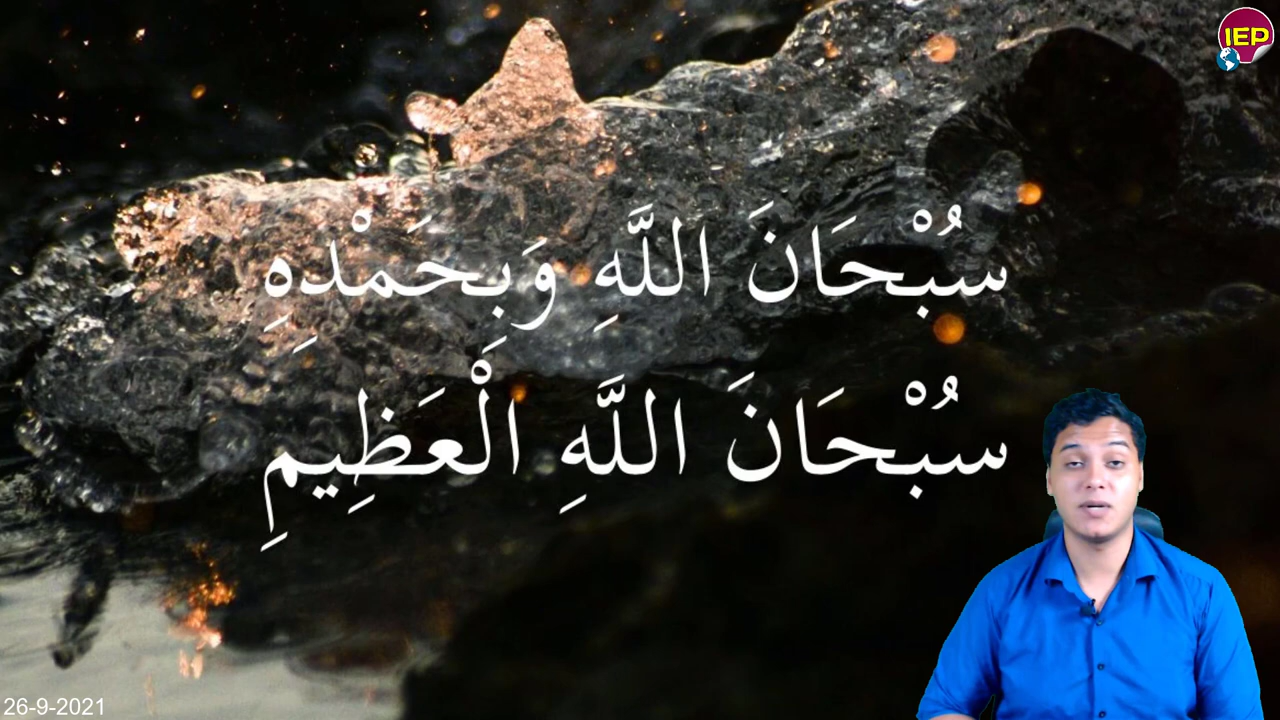 IEP
سُبْحَانَ اللَّهِ وَبِحَمْدِهِ
سُبْحَانَ اللَّهِ الْعَظِيمِ
26-9-2021